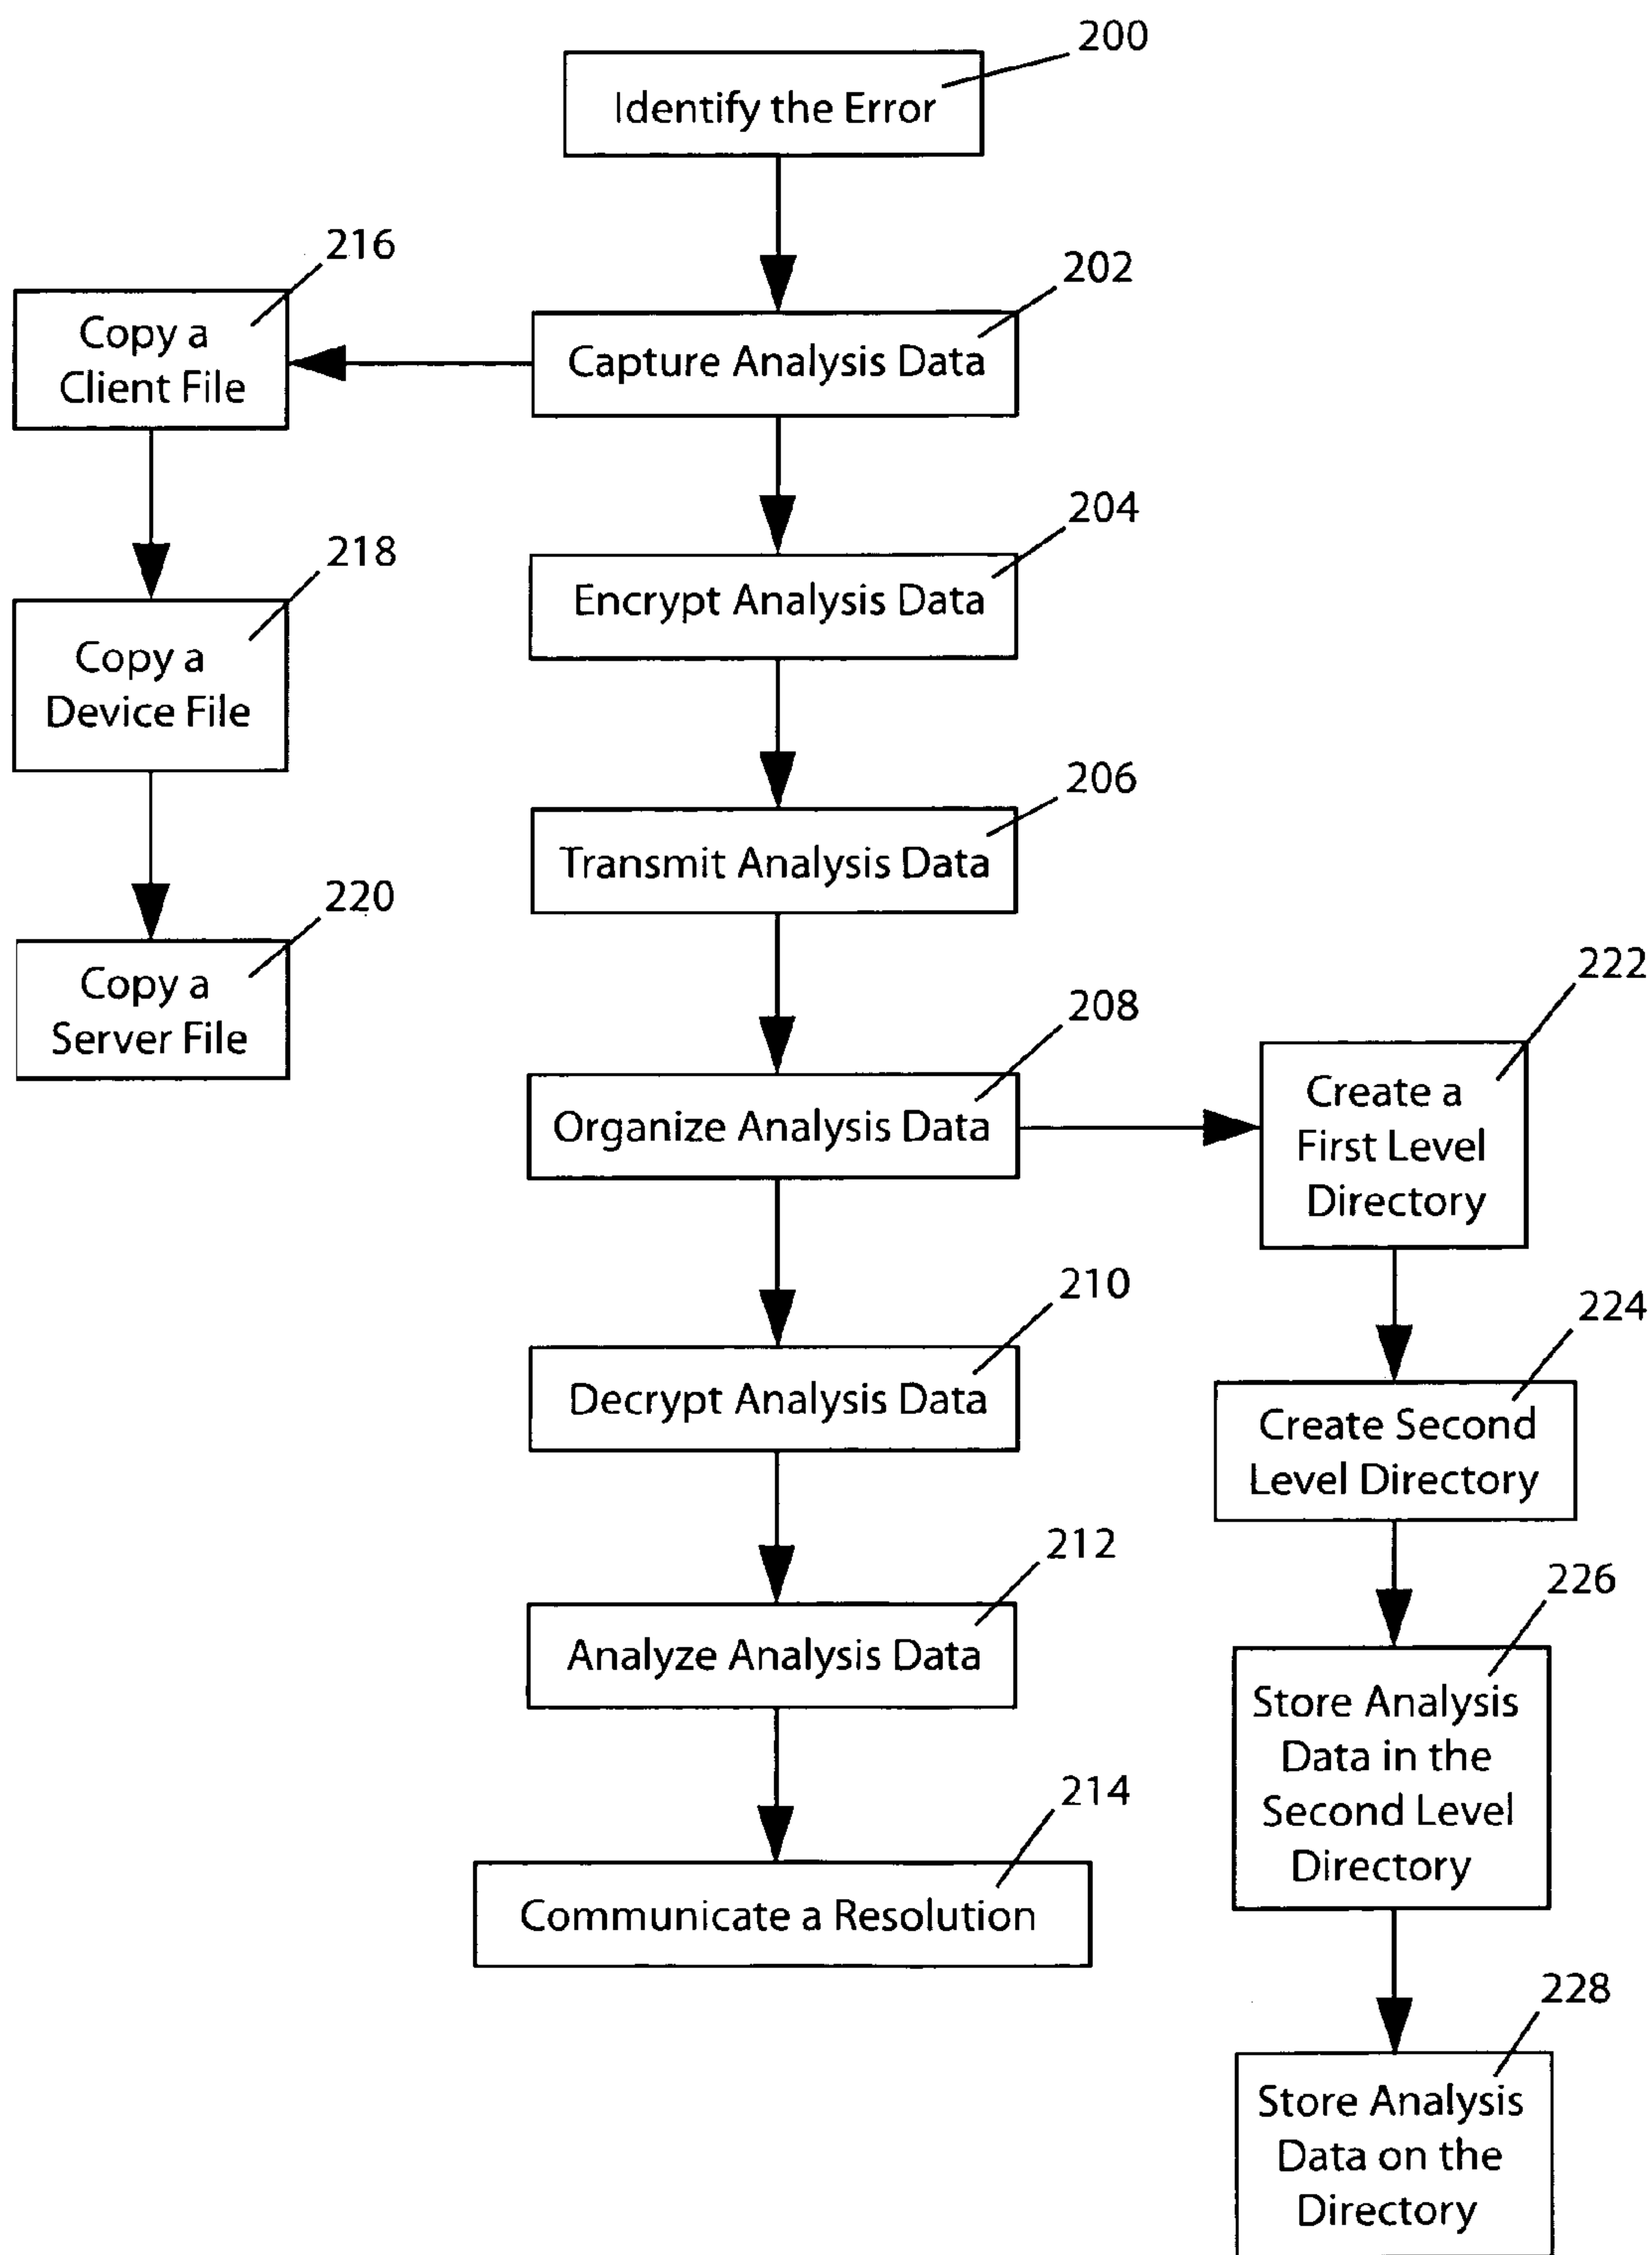 200
Identify the Error
216
202
Copy a
Client File
Capture Analysis Data
204
218
Encrypt Analysis Data
Copy a
Device File
206
Transmit Analysis Data
220
Copy a
Server File
222
208
Create a
First Level
Directory
Organize Analysis Data
210
224
Decrypt Analysis Data
Create Second
Level Directory
212
226
Analyze Analysis Data
Store Analysis
Data in the
Second Level
Directory
214
Communicate a Resolution
228
Store Analysis
Data on the
Directory